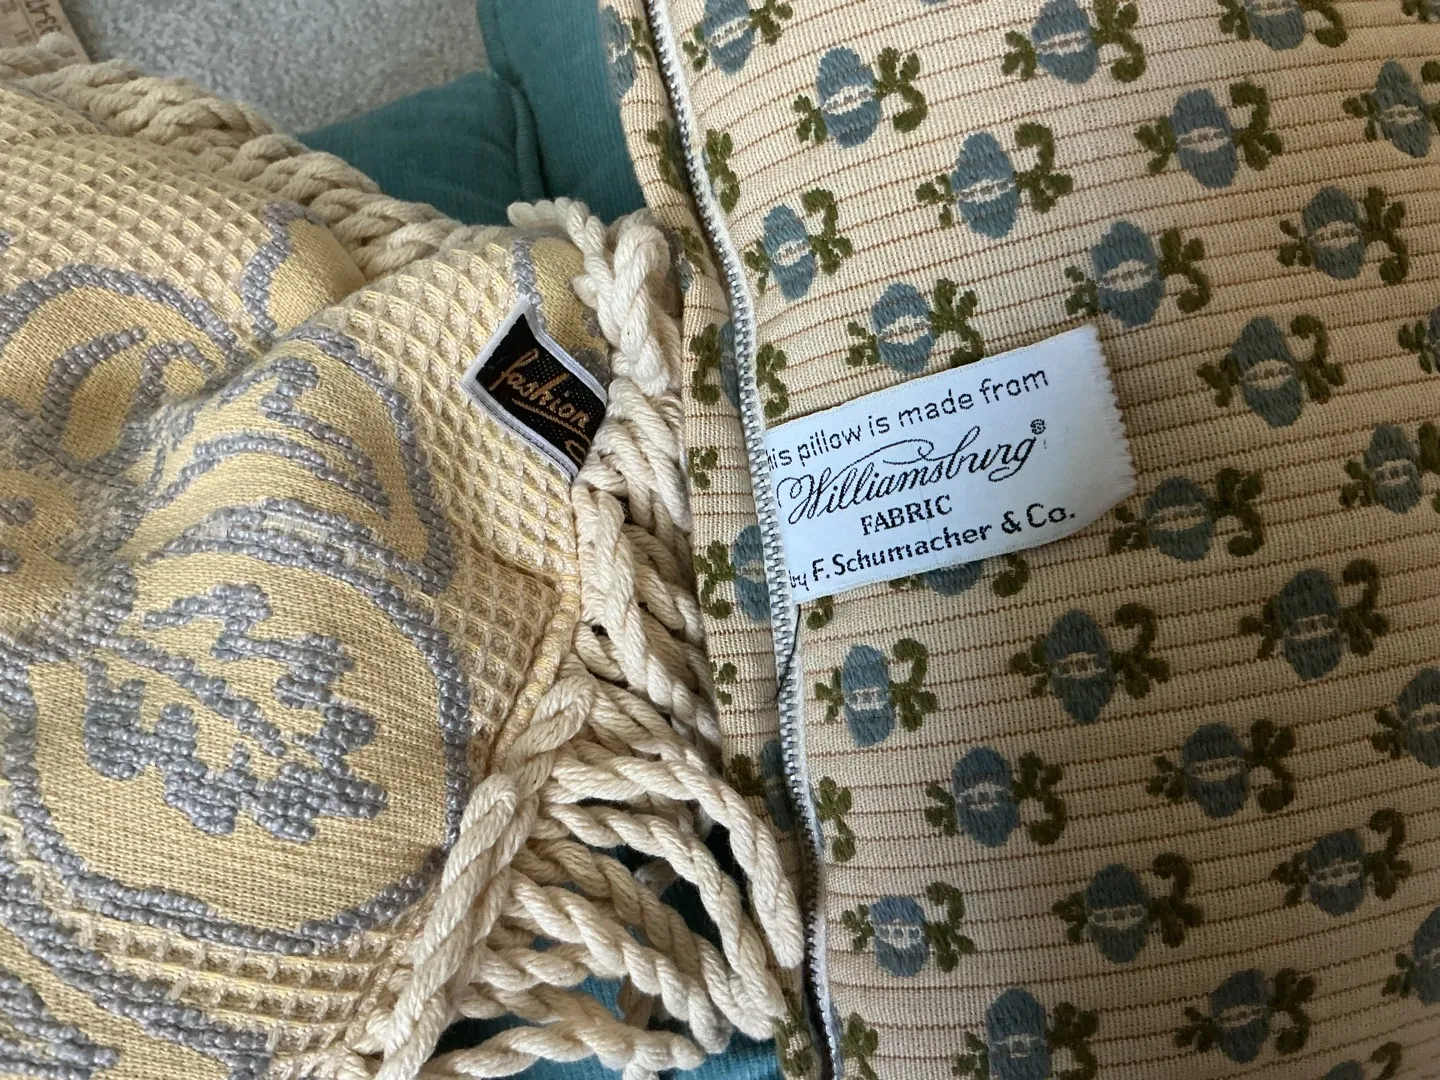 fashion
his pillow is made from
Williamsburg®
FABRIC
by F. Schumacher & Co.